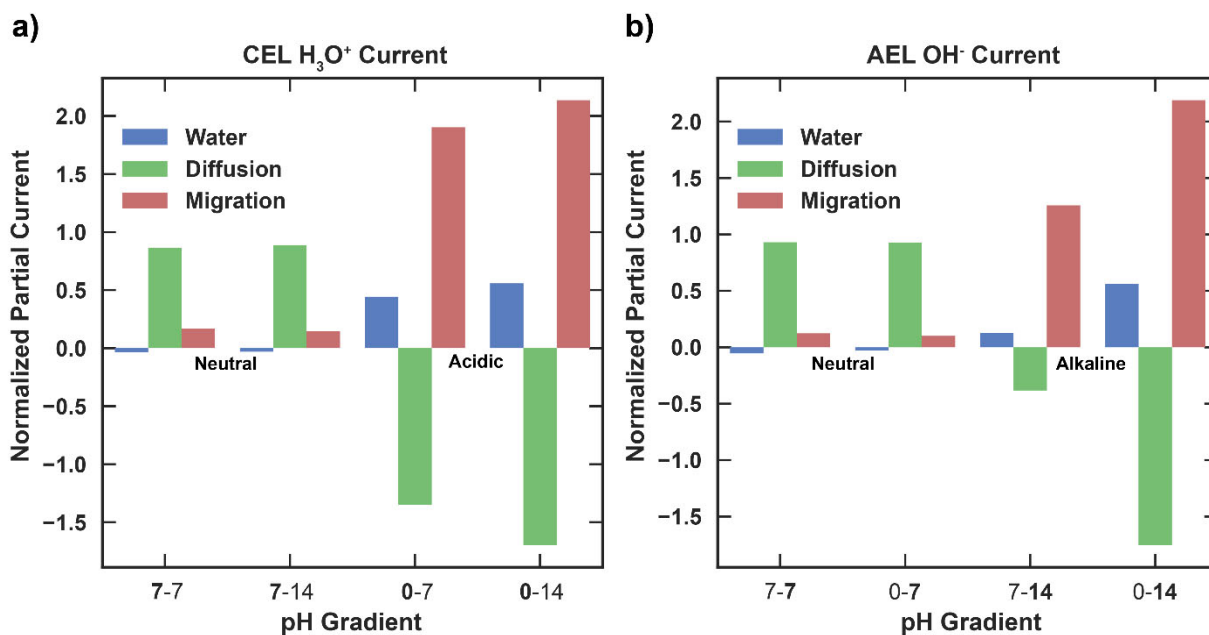 a)
CEL H₃O⁺ Current
Normalized Partial Current
2.0
1.5
1.0
0.5
0.0
−0.5
−1.0
−1.5
Water
Diffusion
Migration
Neutral
Acidic
7-7
7-14
0-7
0-14
pH Gradient
b)
AEL OH⁻ Current
Normalized Partial Current
2.0
1.5
1.0
0.5
0.0
−0.5
−1.0
−1.5
Water
Diffusion
Migration
Neutral
Alkaline
7-7
0-7
7-14
0-14
pH Gradient